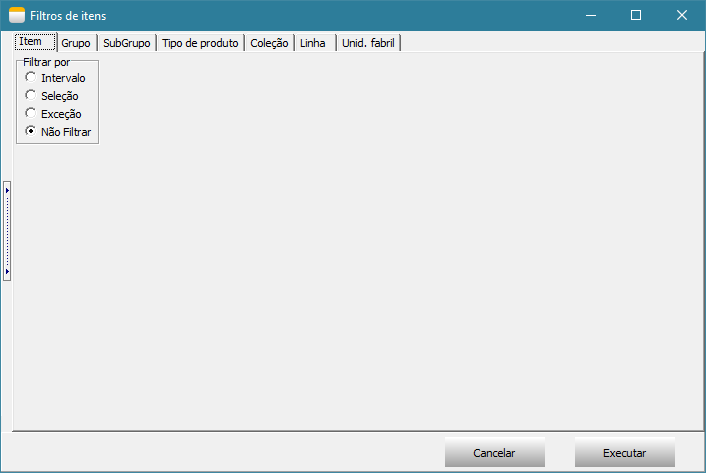 Filtros de itens
Item Grupo SubGrupo Tipo de produto Coleção Linha Unid. fabril
Filtrar por
Intervalo
Seleção
Exceção
Não Filtrar
Cancelar Executar